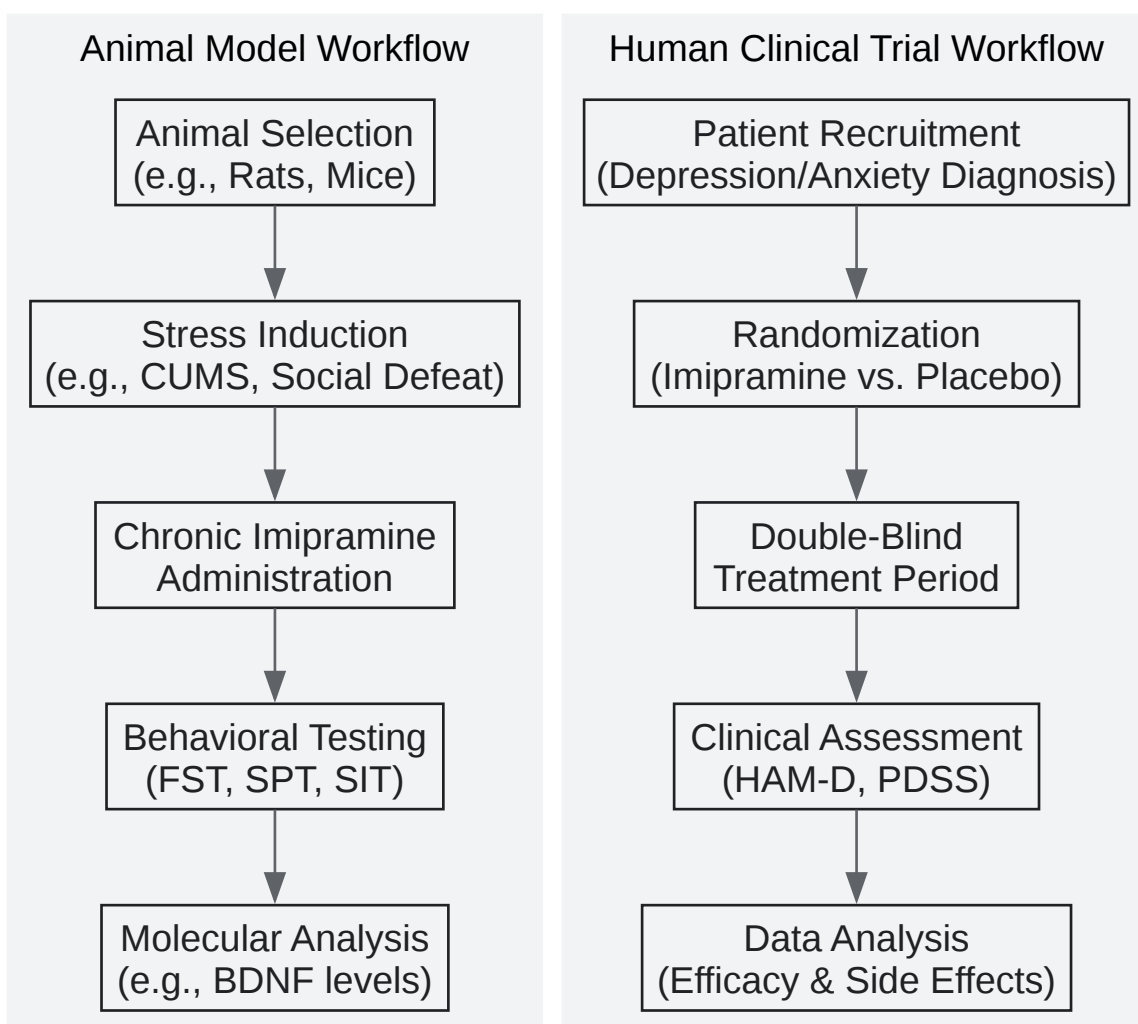 Animal Model Workflow
Animal Selection
(e.g., Rats, Mice)
Stress Induction
(e.g., CUMS, Social Defeat)
Chronic Imipramine
Administration
Behavioral Testing
(FST, SPT, SIT)
Molecular Analysis
(e.g., BDNF levels)
Human Clinical Trial Workflow
Patient Recruitment
(Depression/Anxiety Diagnosis)
Randomization
(Imipramine vs. Placebo)
Double-Blind
Treatment Period
Clinical Assessment
(HAM-D, PDSS)
Data Analysis
(Efficacy & Side Effects)